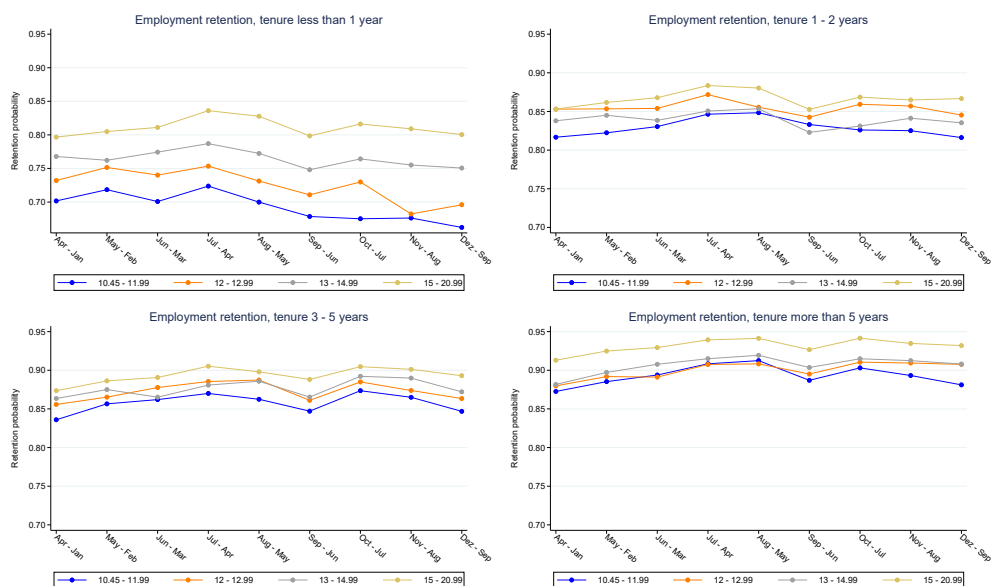 Employment retention, tenure less than 1 year
0.95
0.90
0.85
0.80
0.75
0.70
Retention probability
Apr - Jan
May - Feb
Jun - Mar
Jul - Apr
Aug - May
Sep - Jun
Oct - Jul
Nov - Aug
Dez - Sep
10.45 - 11.99 12 - 12.99 13 - 14.99 15 - 20.99
Employment retention, tenure 1 - 2 years
0.95
0.90
0.85
0.80
0.75
0.70
Retention probability
Apr - Jan
May - Feb
Jun - Mar
Jul - Apr
Aug - May
Sep - Jun
Oct - Jul
Nov - Aug
Dez - Sep
10.45 - 11.99 12 - 12.99 13 - 14.99 15 - 20.99
Employment retention, tenure 3 - 5 years
0.95
0.90
0.85
0.80
0.75
0.70
Retention probability
Apr - Jan
May - Feb
Jun - Mar
Jul - Apr
Aug - May
Sep - Jun
Oct - Jul
Nov - Aug
Dez - Sep
10.45 - 11.99 12 - 12.99 13 - 14.99 15 - 20.99
Employment retention, tenure more than 5 years
0.95
0.90
0.85
0.80
0.75
0.70
Retention probability
Apr - Jan
May - Feb
Jun - Mar
Jul - Apr
Aug - May
Sep - Jun
Oct - Jul
Nov - Aug
Dez - Sep
10.45 - 11.99 12 - 12.99 13 - 14.99 15 - 20.99